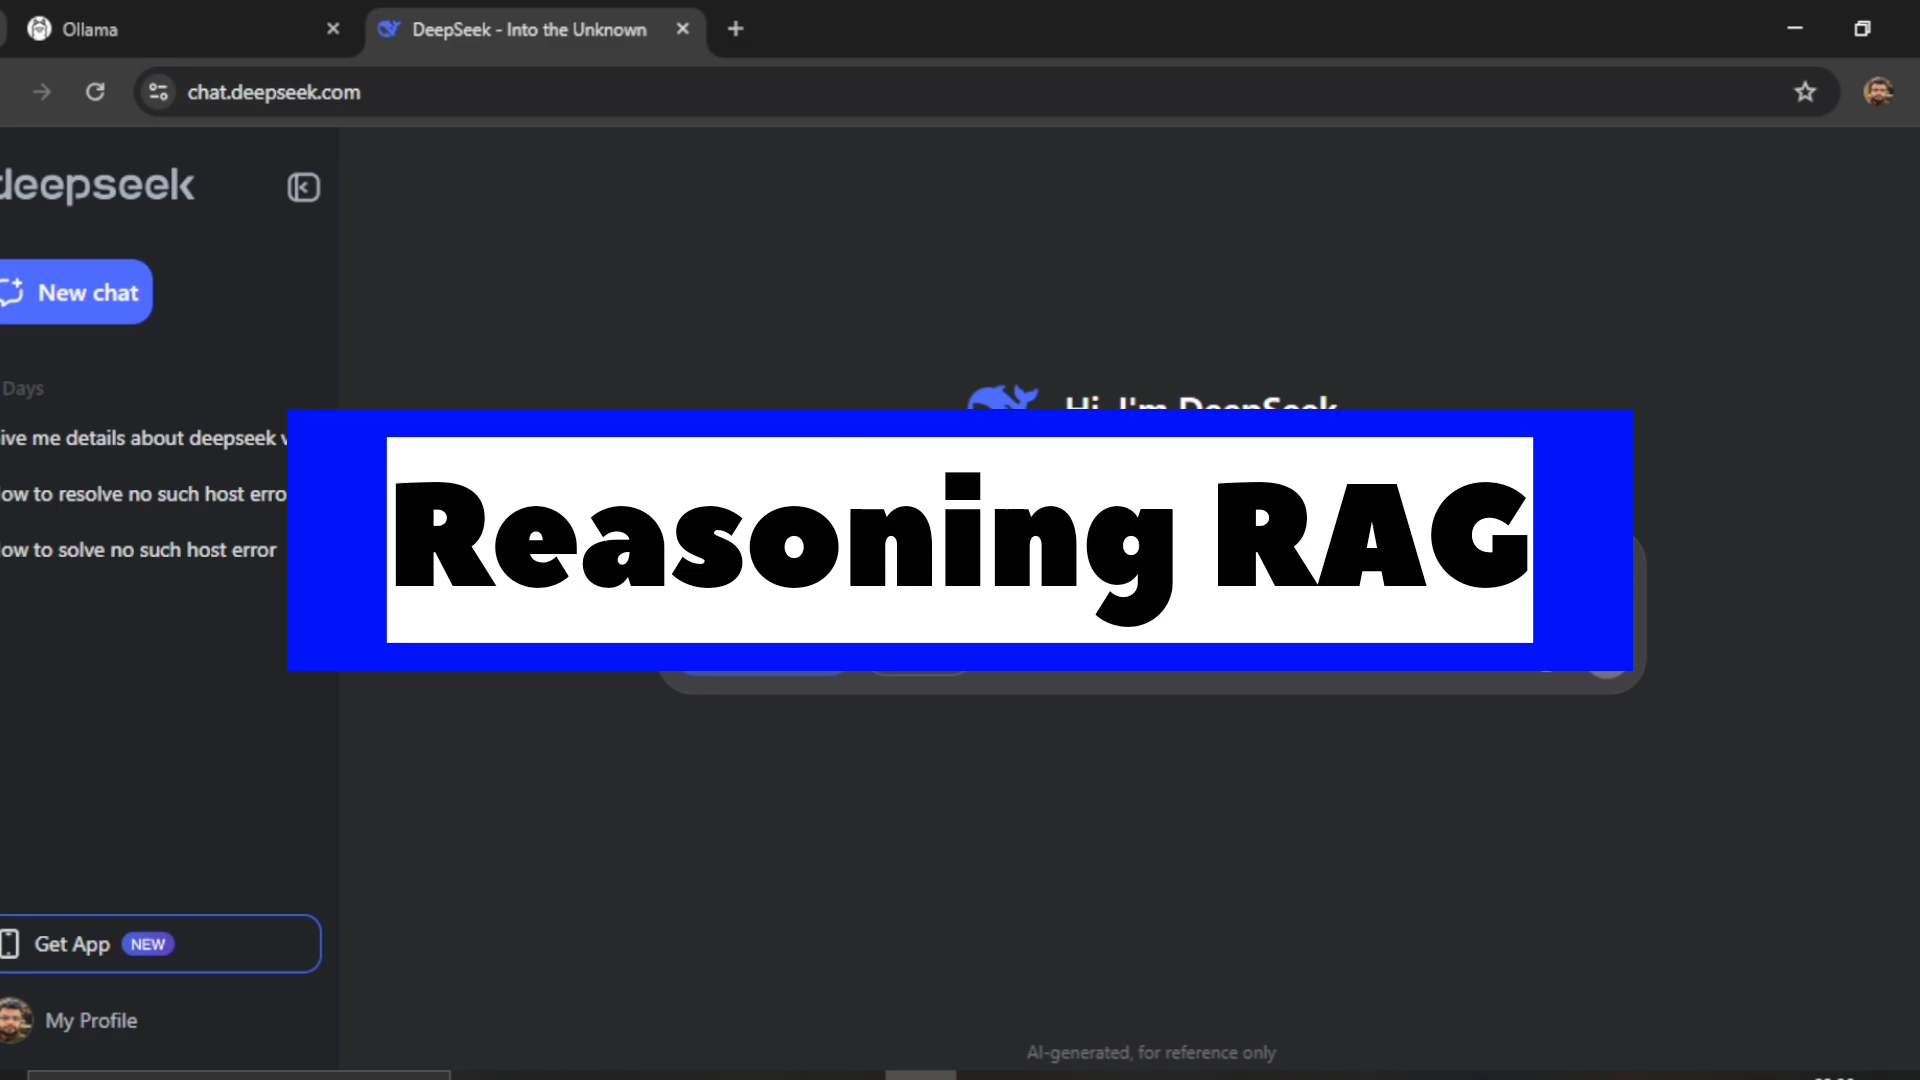 Ollama
DeepSeek - Into the Unknown
chat.deepseek.com
deepseek
New chat
Days
ive me details about deepseek v
ow to resolve no such host erro
ow to solve no such host error
Hi, I'm DeepSeek
Reasoning RAG
Get App NEW
My Profile
AI-generated, for reference only